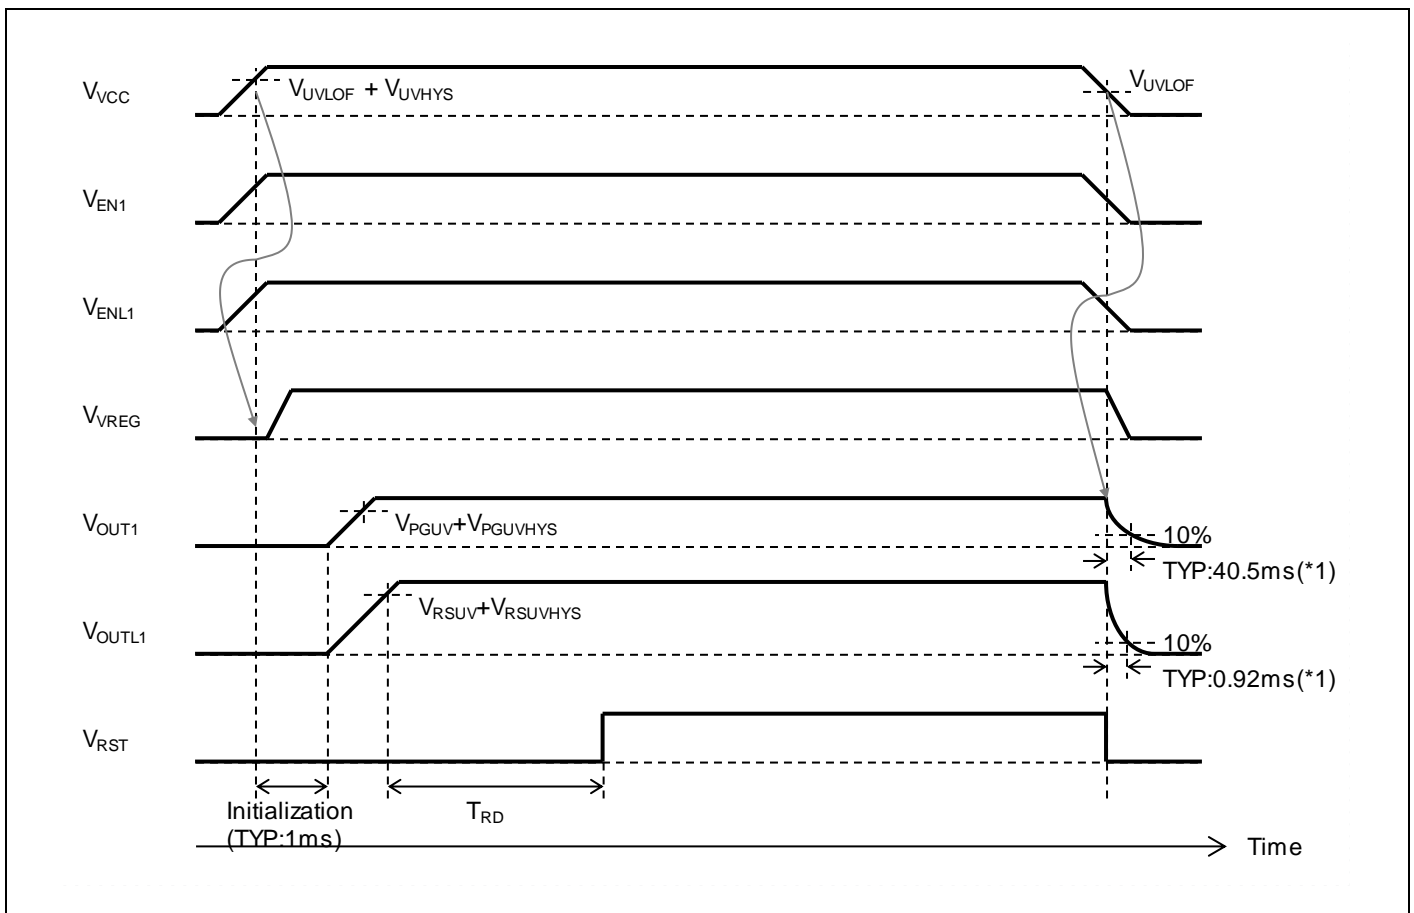 VVCC
VUVLOF + VUVHYS
VUVLOF
VEN1
VENL1
VVREG
VOUT1
VPGUV+VPGUVHYS
10%
TYP:40.5ms(*1)
VOUTL1
VRSUV+VRSUVHYS
10%
TYP:0.92ms(*1)
VRST
Initialization
(TYP:1ms)
TRD
Time